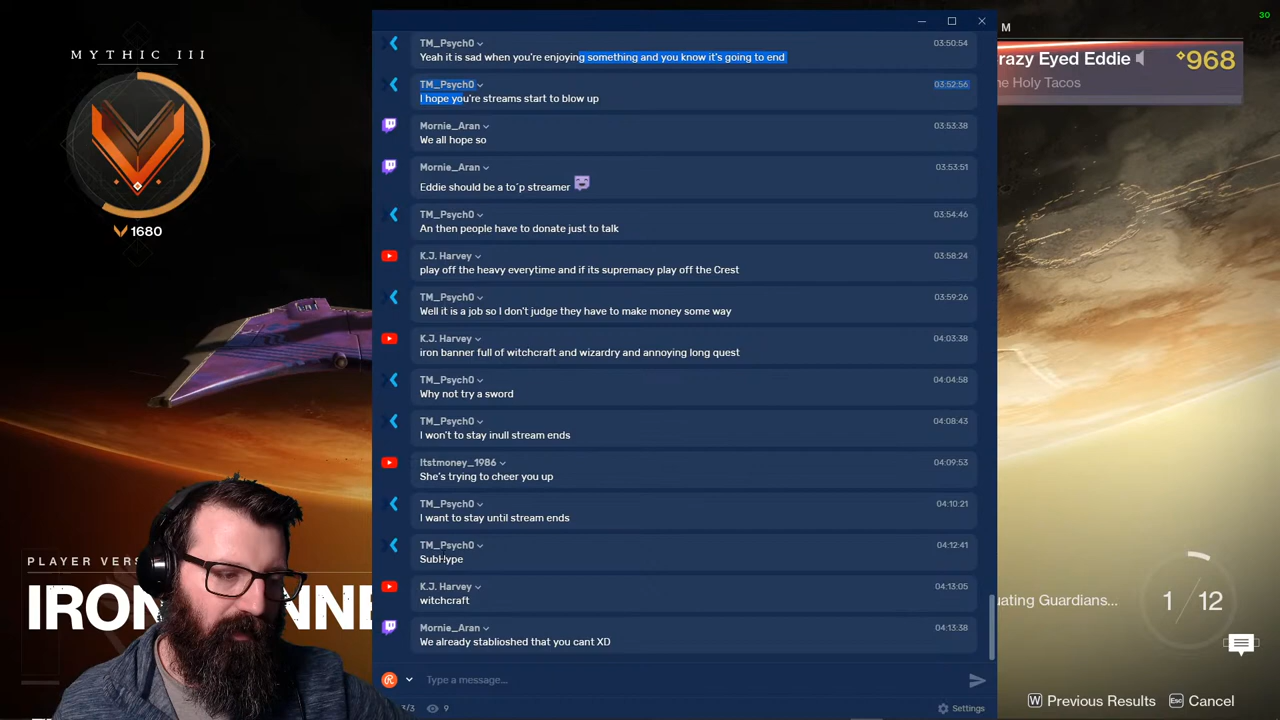 30
MYTHIC III
1680
M
razy Eyed Eddie
968
he Holy Tacos
TM_Psych0
03:50:54
Yeah it is sad when you're enjoying something and you know it's going to end
TM_Psych0
03:52:56
I hope you're streams start to blow up
Mornie_Aran
03:53:38
We all hope so
Mornie_Aran
03:53:51
Eddie should be a to´p streamer
TM_Psych0
03:54:46
An then people have to donate just to talk
K.J. Harvey
03:58:24
play off the heavy everytime and if its supremacy play off the Crest
TM_Psych0
03:59:26
Well it is a job so I don't judge they have to make money some way
K.J. Harvey
04:03:38
iron banner full of witchcraft and wizardry and annoying long quest
TM_Psych0
04:04:58
Why not try a sword
TM_Psych0
04:08:43
I won't to stay inull stream ends
Itstmoney_1986
04:09:53
She's trying to cheer you up
TM_Psych0
04:10:21
I want to stay until stream ends
TM_Psych0
04:12:41
SubHype
K.J. Harvey
04:13:05
witchcraft
Mornie_Aran
04:13:38
We already stablioshed that you cant XD
Type a message...
3/3
9
Settings
PLAYER VERS
IRON NNE
uating Guardians...
1 / 12
W Previous Results
Esc Cancel